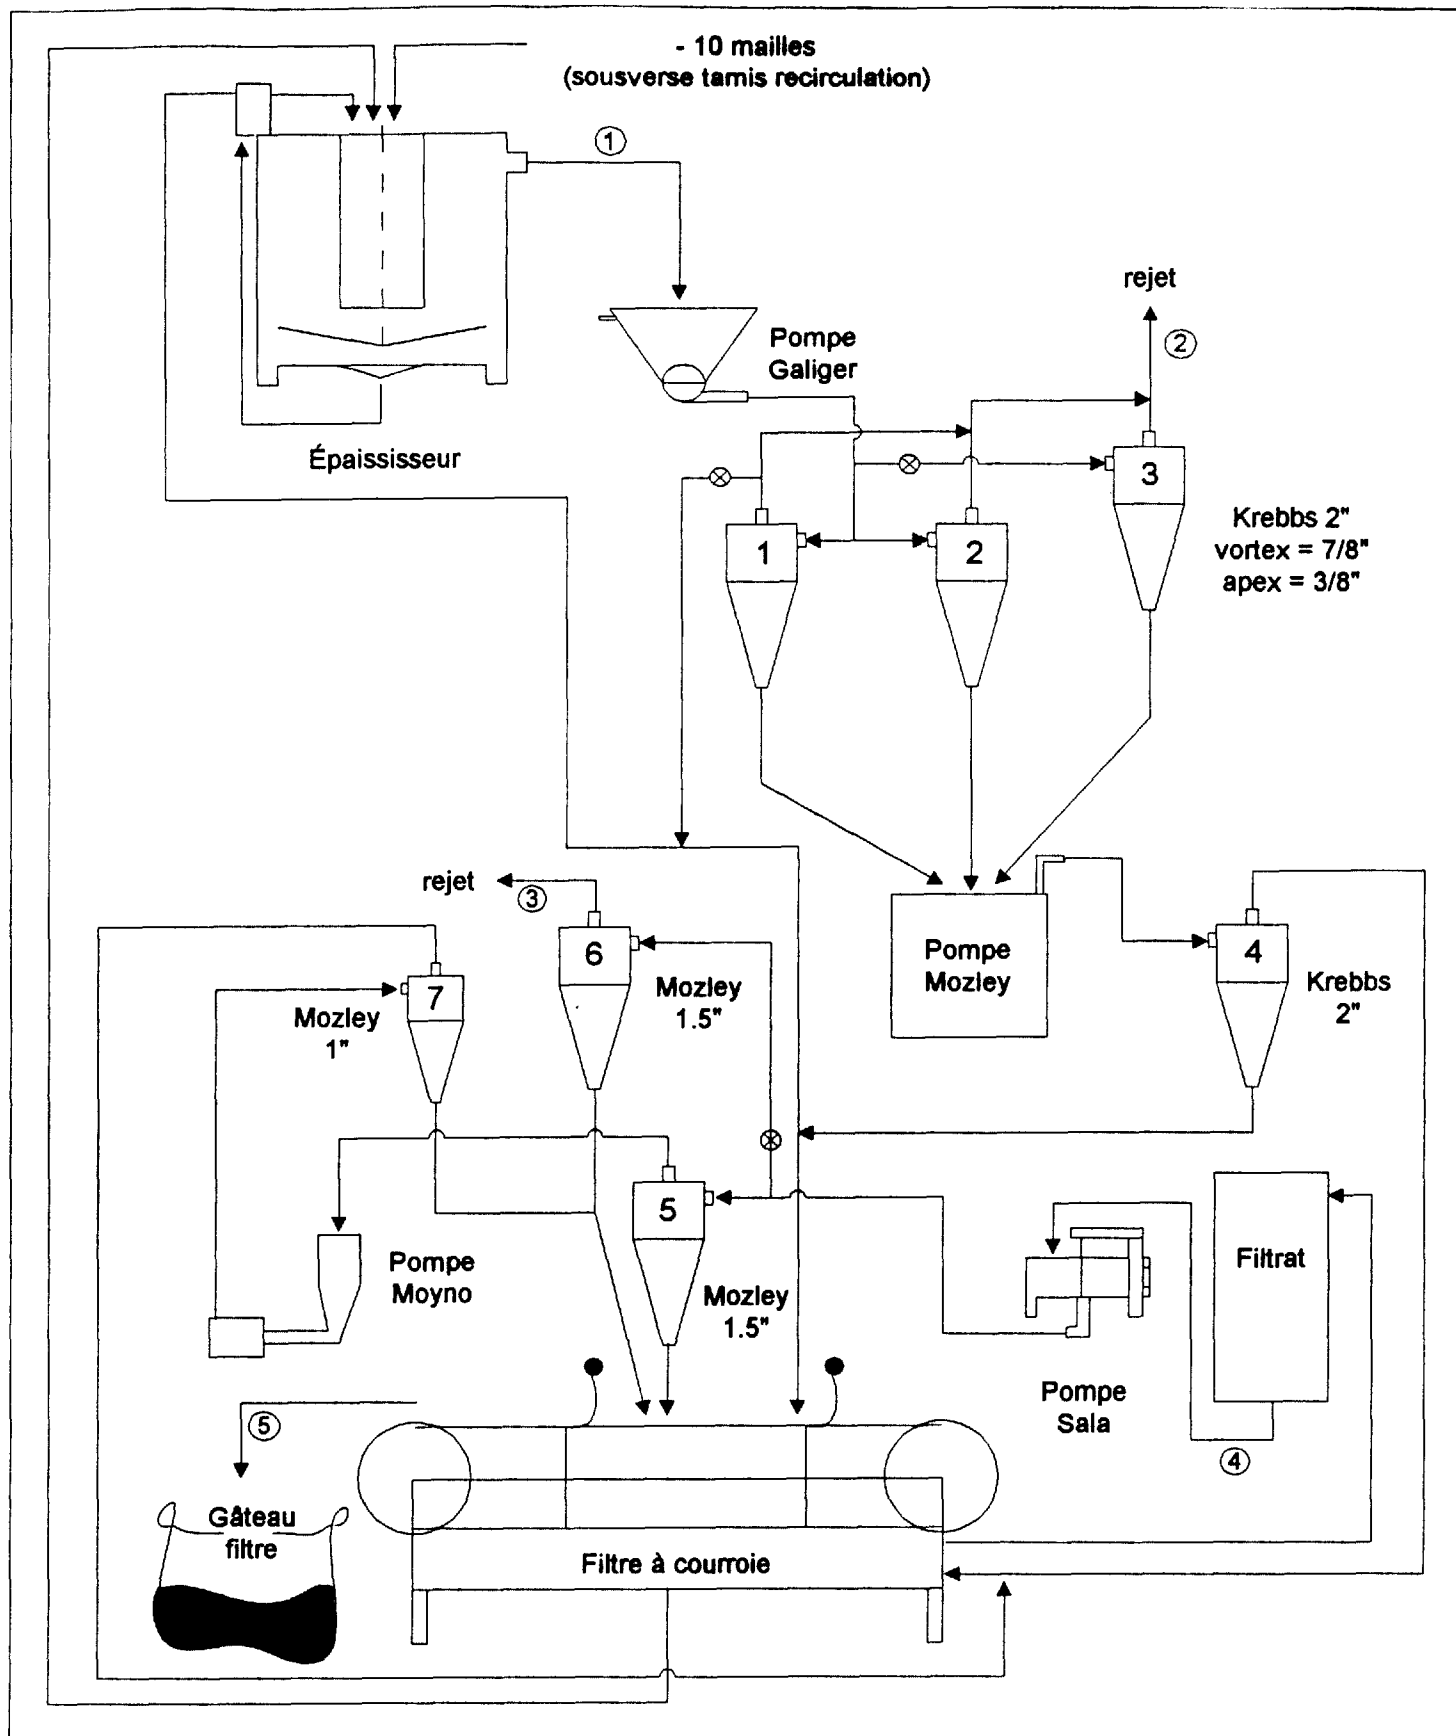 - 10 mailles
(sousverse tamis recirculation)
①
rejet
②
Pompe
Galiger
Épaississeur
3
1
2
Krebbs 2"
vortex = 7/8"
apex = 3/8"
rejet
③
6
4
Pompe
Mozley
7
Mozley
1.5"
Krebbs
2"
Mozley
1"
5
Filtrat
Pompe
Moyno
Mozley
1.5"
Pompe
Sala
⑤
④
Gâteau
filtre
Filtre à courroie